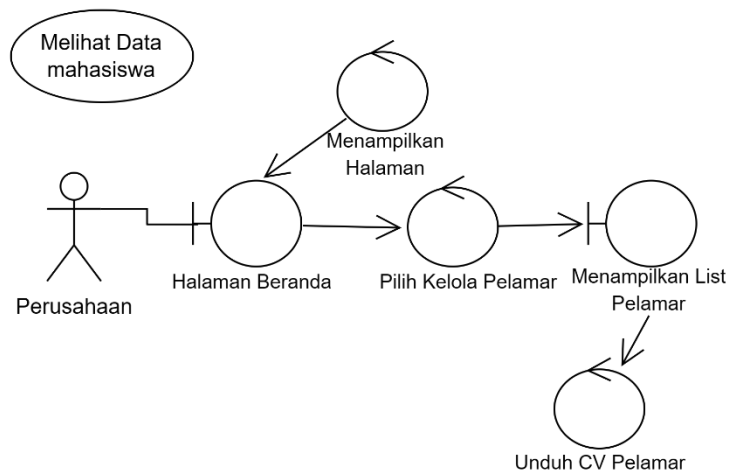 Melihat Data
mahasiswa
Menampilkan
Halaman
Perusahaan
Halaman Beranda
Pilih Kelola Pelamar
Menampilkan List
Pelamar
Unduh CV Pelamar